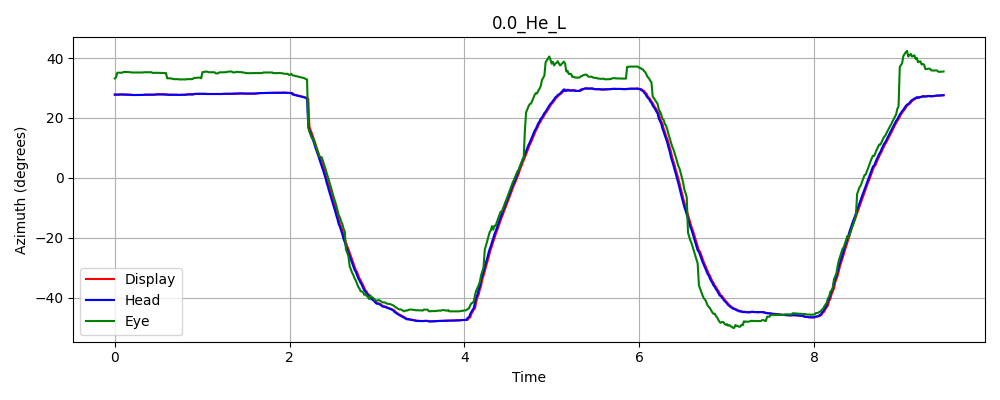 0.0_He_L
40
20
0
−20
−40
Azimuth (degrees)
Display
Head
Eye
0 2 4 6 8
Time